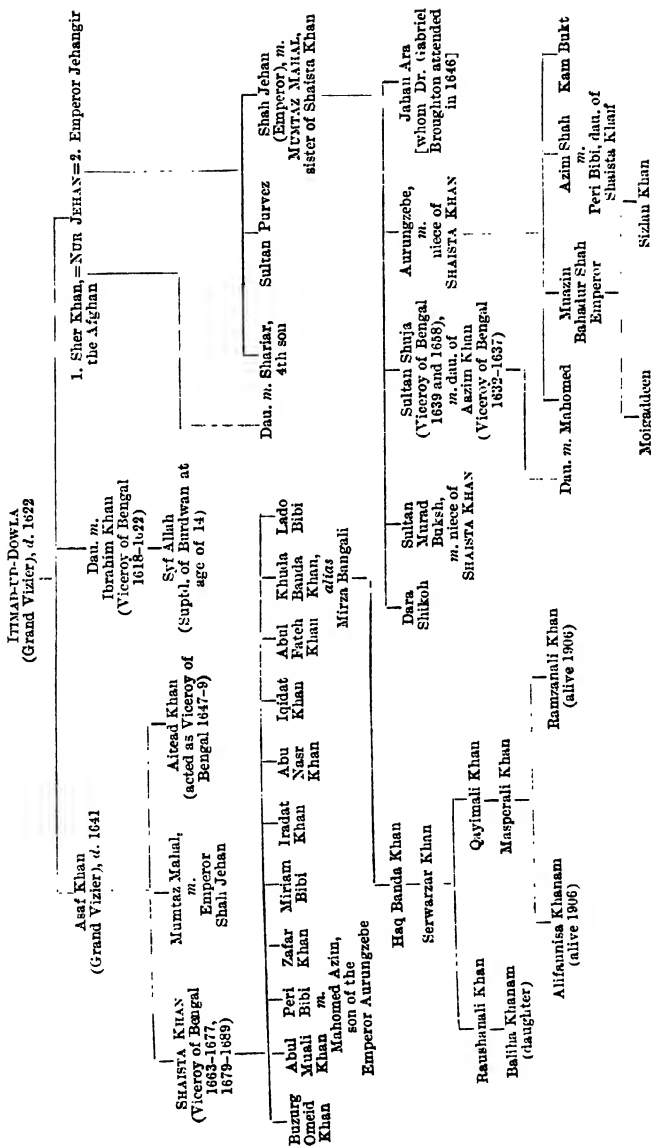 ITIMAD-UD-DOWLA
(Grand Vizier), d. 1622
Asaf Khan
(Grand Vizier), d. 1641
Dau. m.
Ibrahim Khan
(Viceroy of Bengal
1618-1622)
1. Sher Khan,=NUR JEHAN=2. Emperor Jehangir
the Afghan
SHAISTA KHAN
(Viceroy of Bengal
1663-1677,
1679-1689)
Mumtaz Mahal,
m.
Emperor
Shah Jehan
Aitead Khan
(acted as Viceroy of
Bengal 1647-9)
Syf Allah
(Suptd. of Burdwan at
age of 14)
Dau. m. Shariar,
4th son
Sultan Purvez
Shah Jehan
(Emperor), m.
MUMTAZ MAHAL,
sister of Shaista Khan
Buzurg
Omeid
Khan
Abul
Muali
Khan
Peri
Bibi
m.
Mahomed Azim,
son of the
Emperor Aurungzebe
Zafar
Khan
Miriam
Bibi
Iradat
Khan
Abu
Nasr
Khan
Iqidat
Khan
Abul
Fateh
Khan
Khuda
Banda
Khan,
alias
Mirza Bangali
Lado
Bibi
Dara
Shikoh
Sultan
Murad
Buksh,
m. niece of
SHAISTA KHAN
Sultan Shuja
(Viceroy of Bengal
1639 and 1658),
m. dau. of
Aazim Khan
(Viceroy of Bengal
1632-1637)
Aurungzebe,
m.
niece of
SHAISTA KHAN
Jahan Ara
[whom Dr. Gabriel
Broughton attended
in 1646]
Haq Banda Khan
Serwarzar Khan
Dau. m. Mahomed
Muazin
Bahadur Shah
Emperor
Azim Shah
m.
Peri Bibi, dau. of
Shaista Khan
Kam Bukt
Raushanali Khan
Baliha Khanam
(daughter)
Qayimali Khan
Masperali Khan
Moigaddeen
Sizlan Khan
Alifannisa Khanam
(alive 1906)
Ramzanali Khan
(alive 1906)